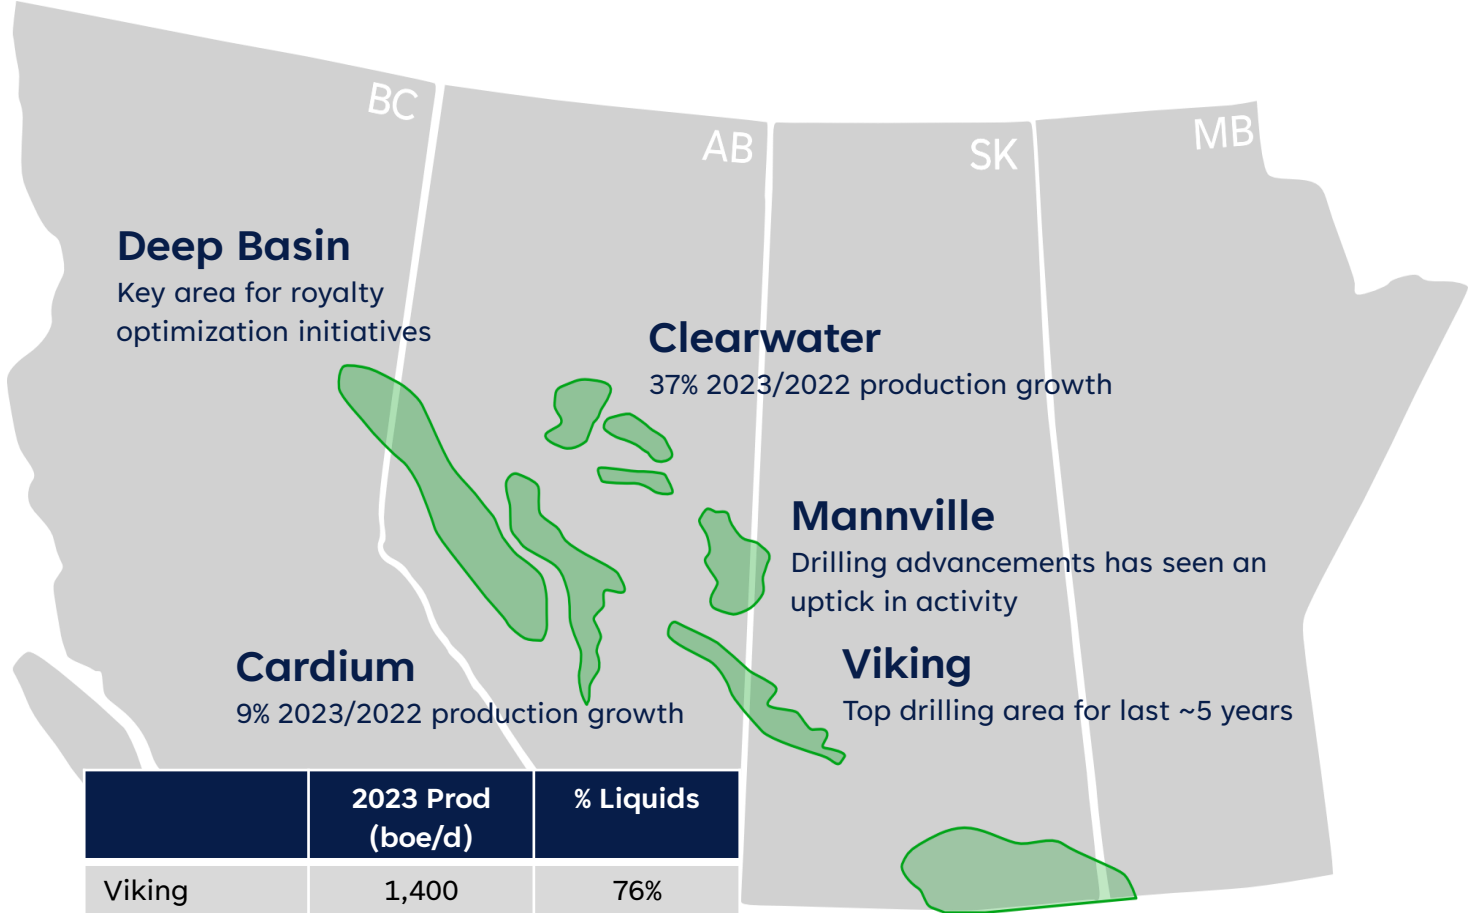 BC
AB
SK
MB
Deep Basin
Key area for royalty
optimization initiatives
Clearwater
37% 2023/2022 production growth
Mannville
Drilling advancements has seen an
uptick in activity
Viking
Top drilling area for last ~5 years
Cardium
9% 2023/2022 production growth
2023 Prod
(boe/d)
% Liquids
Viking 1,400 76%